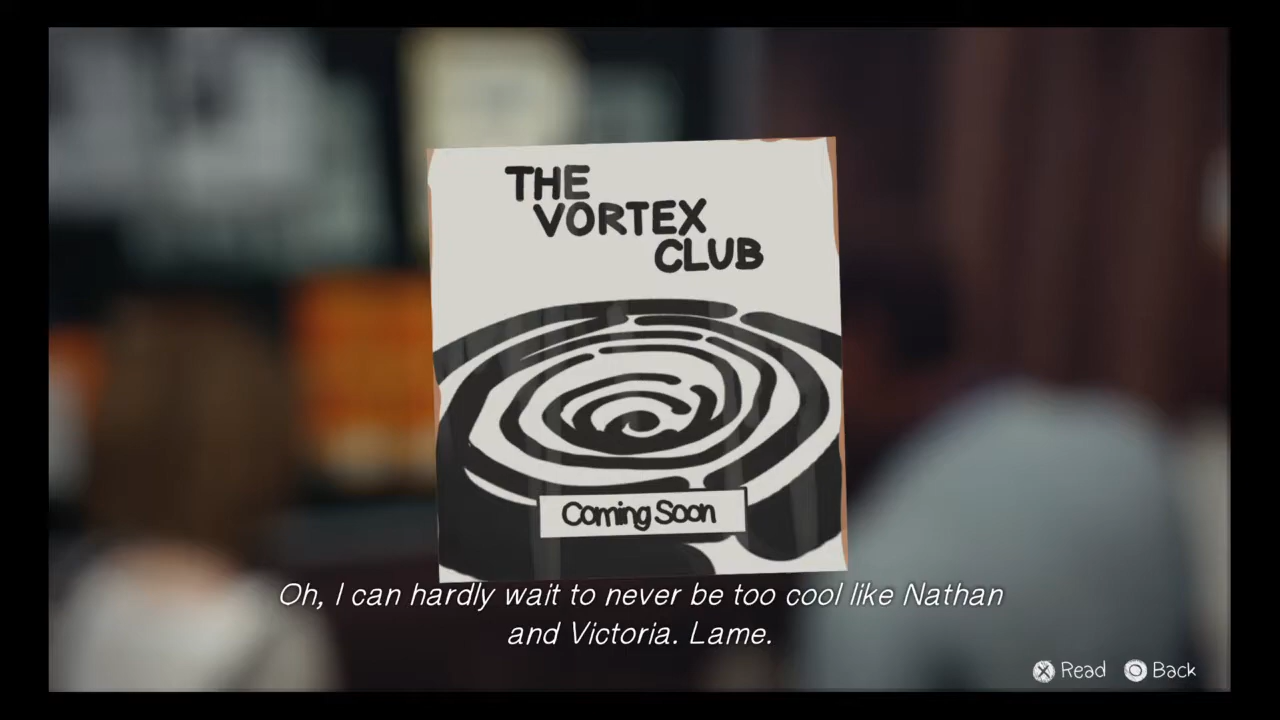 THE
VORTEX
CLUB
Coming Soon
Oh, I can hardly wait to never be too cool like Nathan
and Victoria. Lame.
Read Back